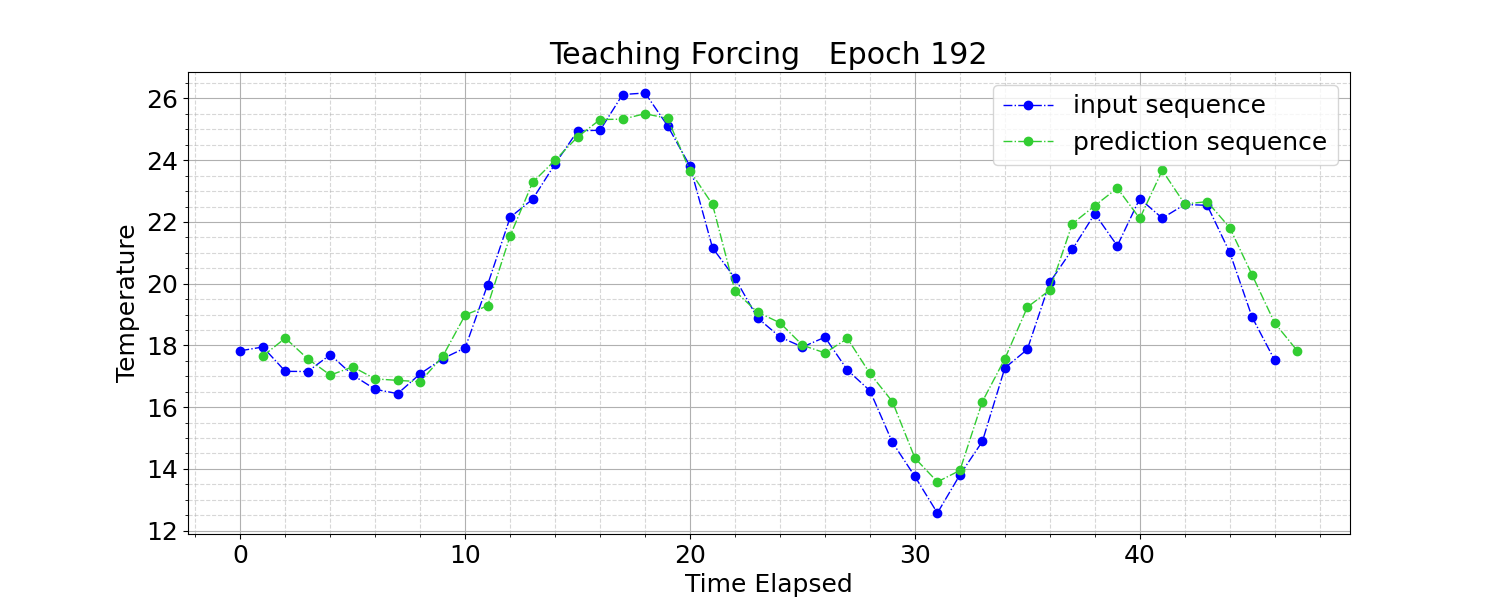 Teaching Forcing   Epoch 192
input sequence
prediction sequence
Temperature
26
24
22
20
18
16
14
12
0 10 20 30 40
Time Elapsed